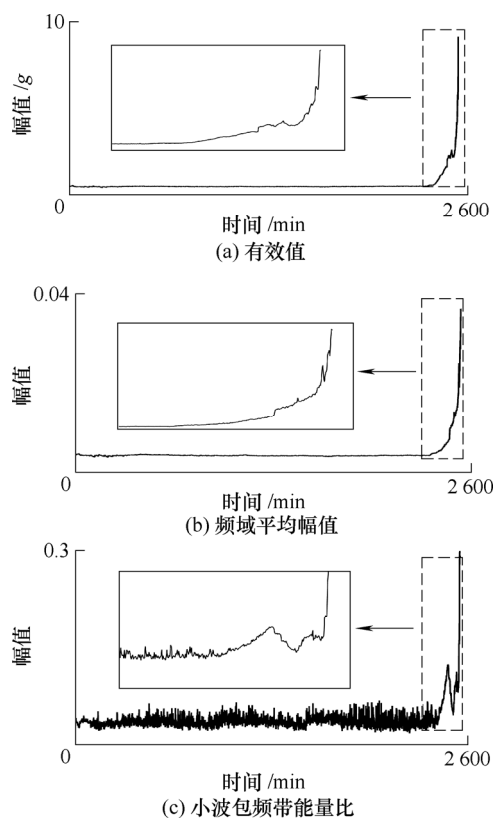 10
幅值/g
0
2 600
时间/min
(a) 有效值
0.04
幅值
0
2 600
时间/min
(b) 频域平均幅值
0.3
幅值
0
2 600
时间/min
(c) 小波包频带能量比